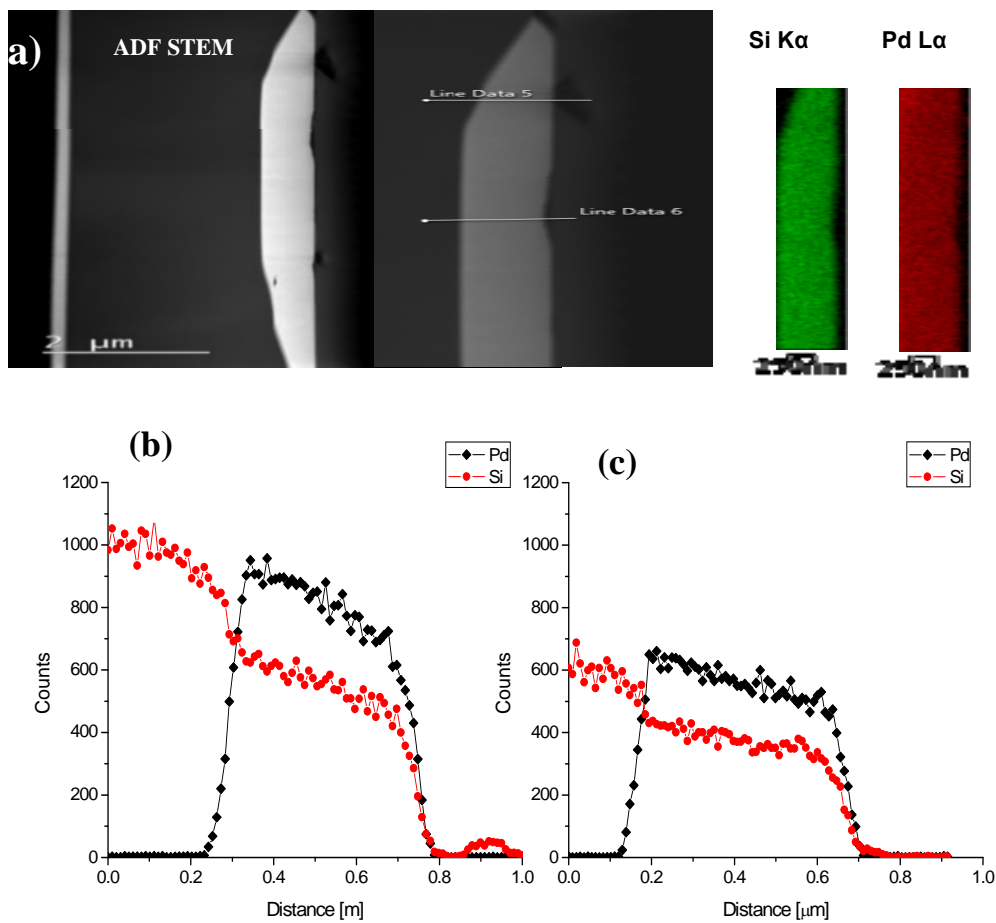 a)
ADF STEM
Line Data 5
Line Data 6
2 μm
Si Kα
Pd Lα
250nm
250nm
(b)
Pd
Si
1200
1000
800
600
400
200
0
0.0
0.2
0.4
0.6
0.8
1.0
Counts
Distance [m]
(c)
Pd
Si
1200
1000
800
600
400
200
0
0.0
0.2
0.4
0.6
0.8
1.0
Counts
Distance [μm]